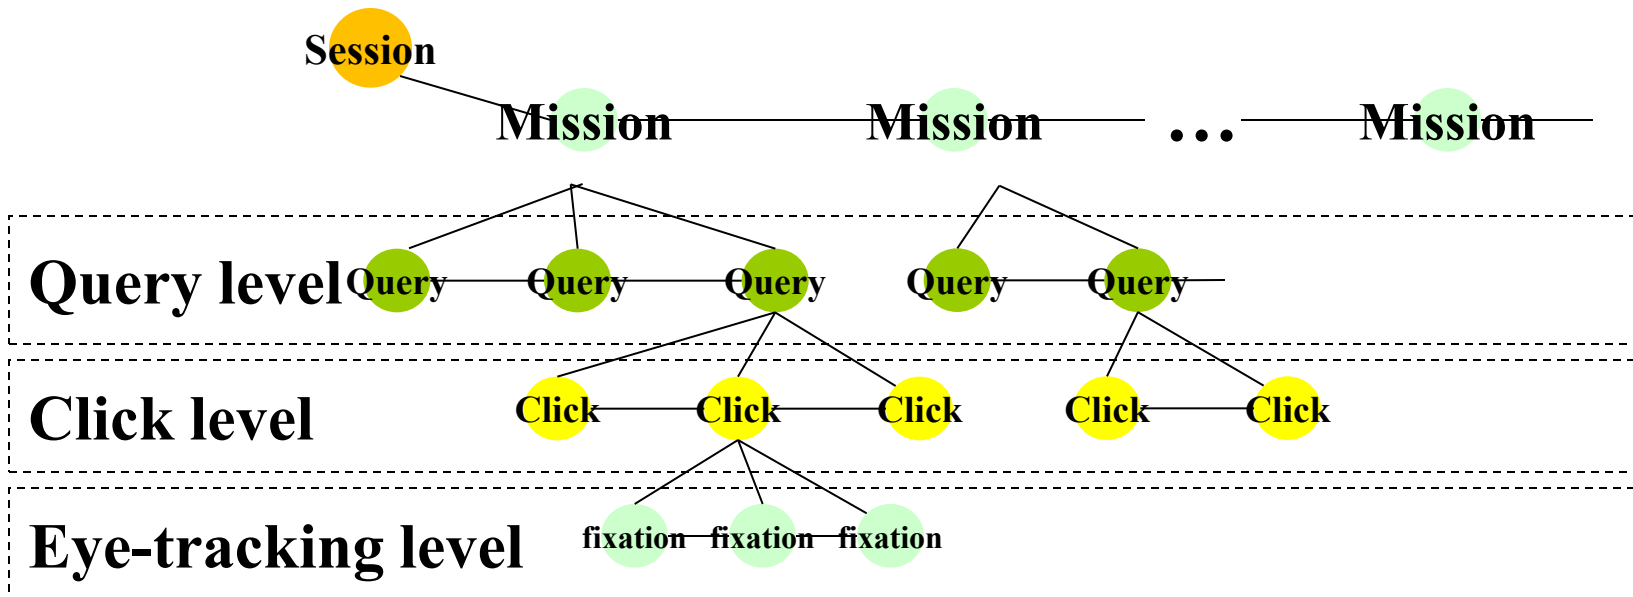 Session
Mission Mission … Mission
Query level Query Query Query Query Query
Click level Click Click Click Click Click
Eye-tracking level fixation fixation fixation